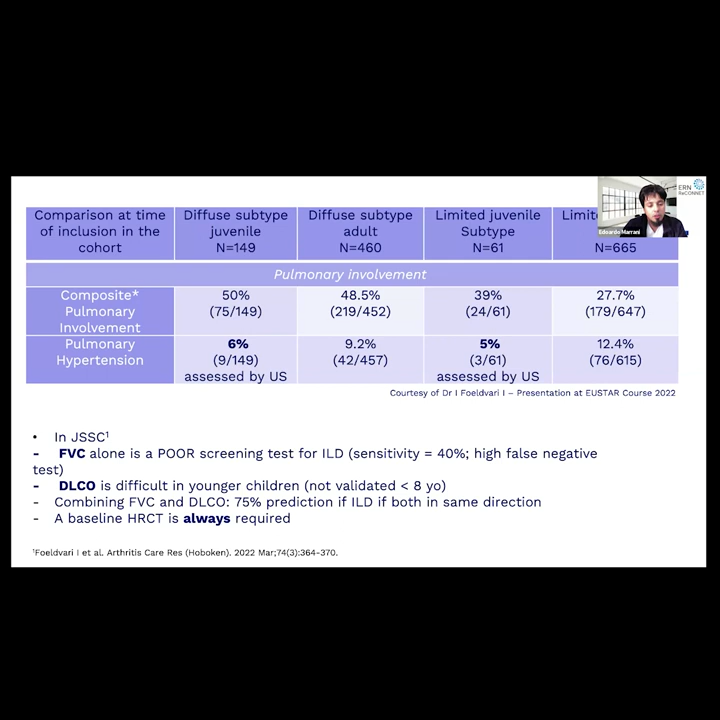 Comparison at time of inclusion in the cohort
Diffuse subtype juvenile N=149
Diffuse subtype adult N=460
Limited juvenile Subtype N=61
N=665
Pulmonary involvement
Composite* Pulmonary Involvement
50% (75/149)
48.5% (219/452)
39% (24/61)
27.7% (179/647)
Pulmonary Hypertension
6% (9/149) assessed by US
9.2% (42/457)
5% (3/61) assessed by US
12.4% (76/615)
Edoardo Marrani
ERN
ReCONNET
Courtesy of Dr I Foeldvari I – Presentation at EUSTAR Course 2022
• In JSSC¹
- FVC alone is a POOR screening test for ILD (sensitivity = 40%; high false negative
test)
- DLCO is difficult in younger children (not validated < 8 yo)
- Combining FVC and DLCO: 75% prediction if ILD if both in same direction
- A baseline HRCT is always required
¹Foeldvari I et al. Arthritis Care Res (Hoboken). 2022 Mar;74(3):364-370.